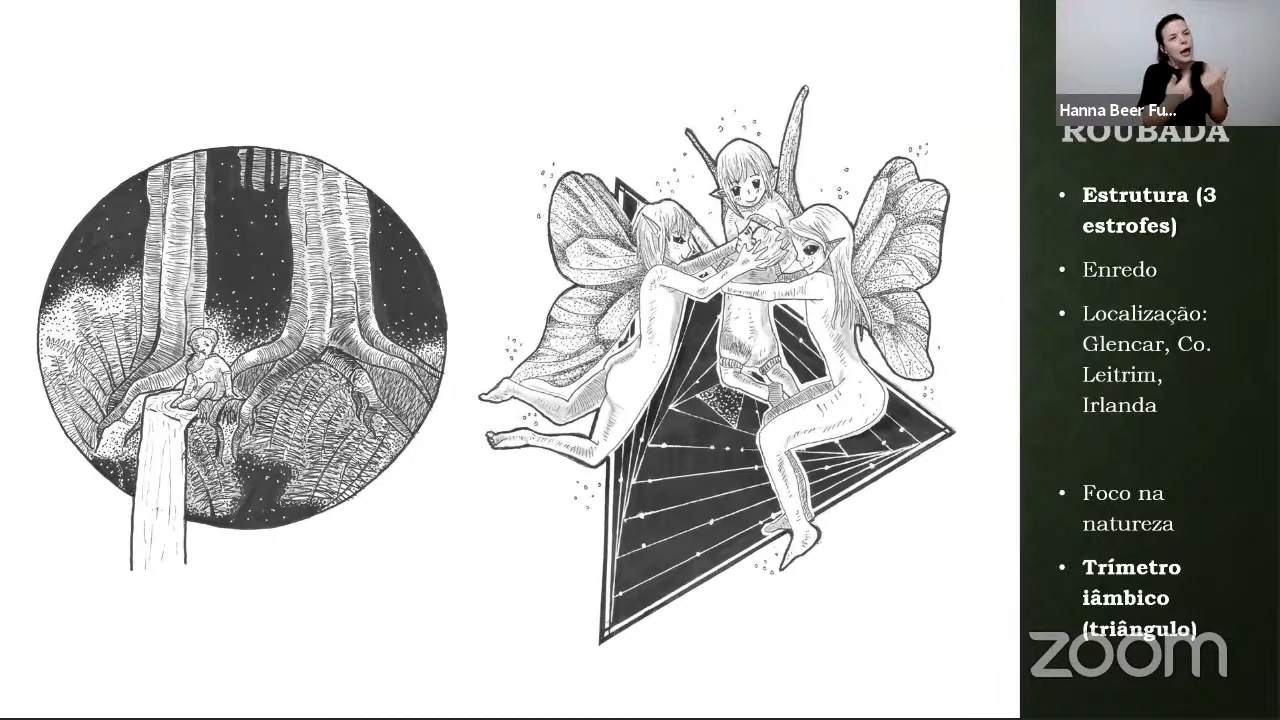 Hanna Beer Fu...
ROUBADA
• Estrutura (3
estrofes)
• Enredo
• Localização:
Glencar, Co.
Leitrim,
Irlanda
• Foco na
natureza
• Trímetro
iâmbico
(triângulo)
zoom